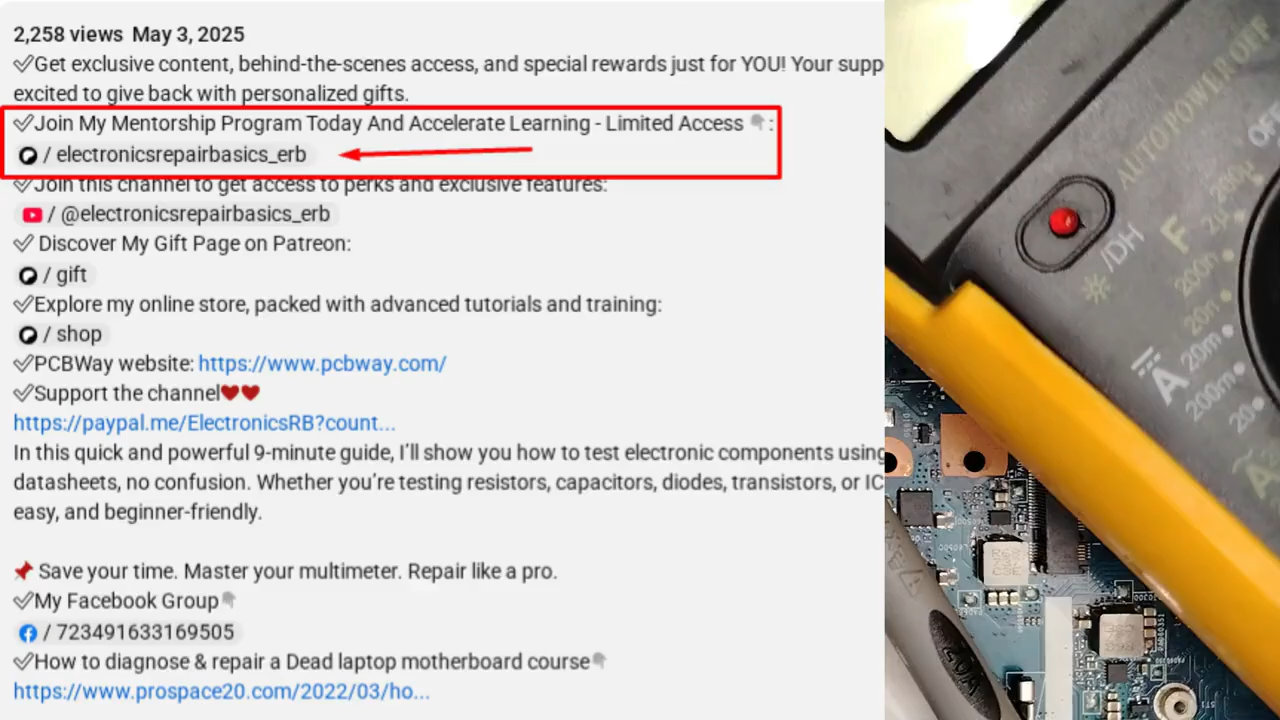 2,258 views May 3, 2025
✅Get exclusive content, behind-the-scenes access, and special rewards just for YOU! Your supp
excited to give back with personalized gifts.
✅Join My Mentorship Program Today And Accelerate Learning - Limited Access 👇:
/ electronicsrepairbasics_erb
✅Join this channel to get access to perks and exclusive features:
/ @electronicsrepairbasics_erb
✅ Discover My Gift Page on Patreon:
/ gift
✅Explore my online store, packed with advanced tutorials and training:
/ shop
✅PCBWay website: https://www.pcbway.com/
✅Support the channel❤️❤️
https://paypal.me/ElectronicsRB?count...
In this quick and powerful 9-minute guide, I’ll show you how to test electronic components using
datasheets, no confusion. Whether you’re testing resistors, capacitors, diodes, transistors, or IC
easy, and beginner-friendly.
📌 Save your time. Master your multimeter. Repair like a pro.
✅My Facebook Group👇
/ 723491633169505
✅How to diagnose & repair a Dead laptop motherboard course👇
https://www.prospace20.com/2022/03/ho...
AUTO POWER OFF
OFF
/DH
F
200µ
2µ
200n
20n
A
20m
200m
20
A